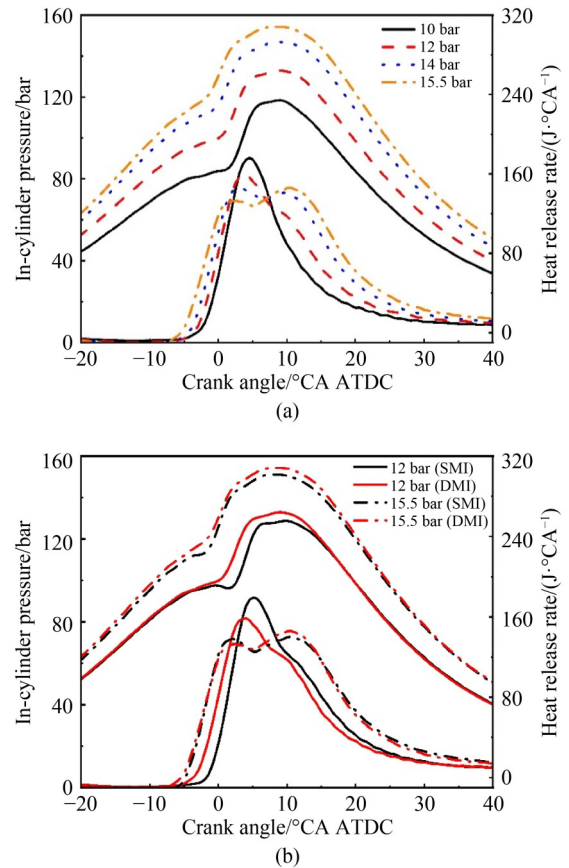 160
120
80
40
0
In-cylinder pressure/bar
320
240
160
80
0
Heat release rate/(J·°CA⁻¹)
10 bar
12 bar
14 bar
15.5 bar
−20 −10 0 10 20 30 40
Crank angle/°CA ATDC
(a)
160
120
80
40
0
In-cylinder pressure/bar
320
240
160
80
0
Heat release rate/(J·°CA⁻¹)
12 bar (SMI)
12 bar (DMI)
15.5 bar (SMI)
15.5 bar (DMI)
−20 −10 0 10 20 30 40
Crank angle/°CA ATDC
(b)